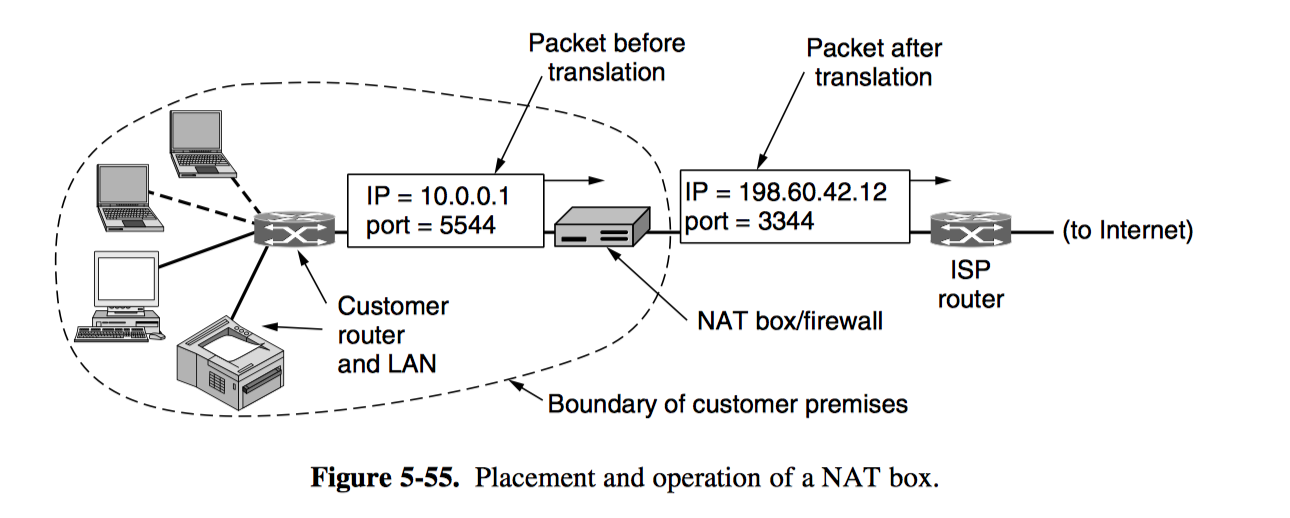 Packet before
translation
Packet after
translation
IP = 10.0.0.1
port = 5544
IP = 198.60.42.12
port = 3344
(to Internet)
ISP
router
Customer
router
and LAN
NAT box/firewall
Boundary of customer premises
Figure 5-55. Placement and operation of a NAT box.